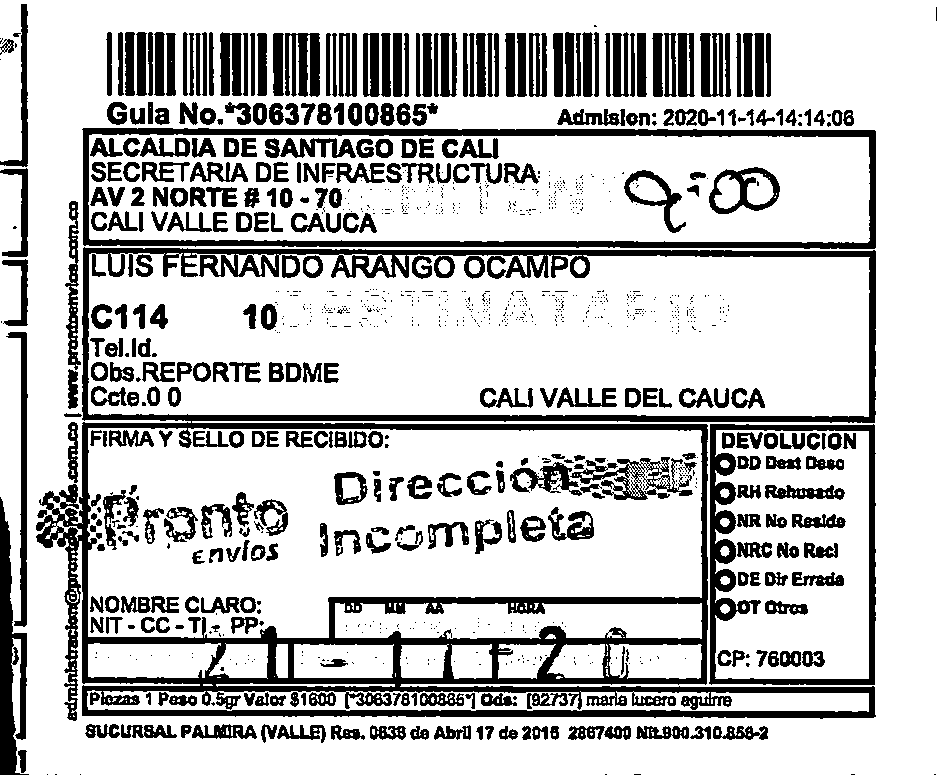 Guia No.*306378100865*
Admision: 2020-11-14-14:14:06
ALCALDIA DE SANTIAGO DE CALI
SECRETARIA DE INFRAESTRUCTURA
AV 2 NORTE # 10 - 70
CALI VALLE DEL CAUCA
LUIS FERNANDO ARANGO OCAMPO
C114 10
DESTINATARIO
Tel.Id.
Obs.REPORTE BDME
Ccte.0 0
CALI VALLE DEL CAUCA
FIRMA Y SELLO DE RECIBIDO:
Pronto
envíos
Dirección
Incompleta
NOMBRE CLARO:
NIT - CC - TI - PP:
DD MM AA HORA
21 - 11 - 20
DEVOLUCION
DD Dest Desc
RH Rehusado
NR No Reside
NRC No Recl
DE Dir Errada
OT Otros
CP: 760003
Piezas 1 Peso 0.5gr Valor $1600 [*306378100865*] Ods: [92737] maria lucero aguirre
SUCURSAL PALMIRA (VALLE) Res. 0838 de Abril 17 de 2016 2867400 Nit.900.310.856-2
administracion@prontoenvios.com.co | www.prontoenvios.com.co